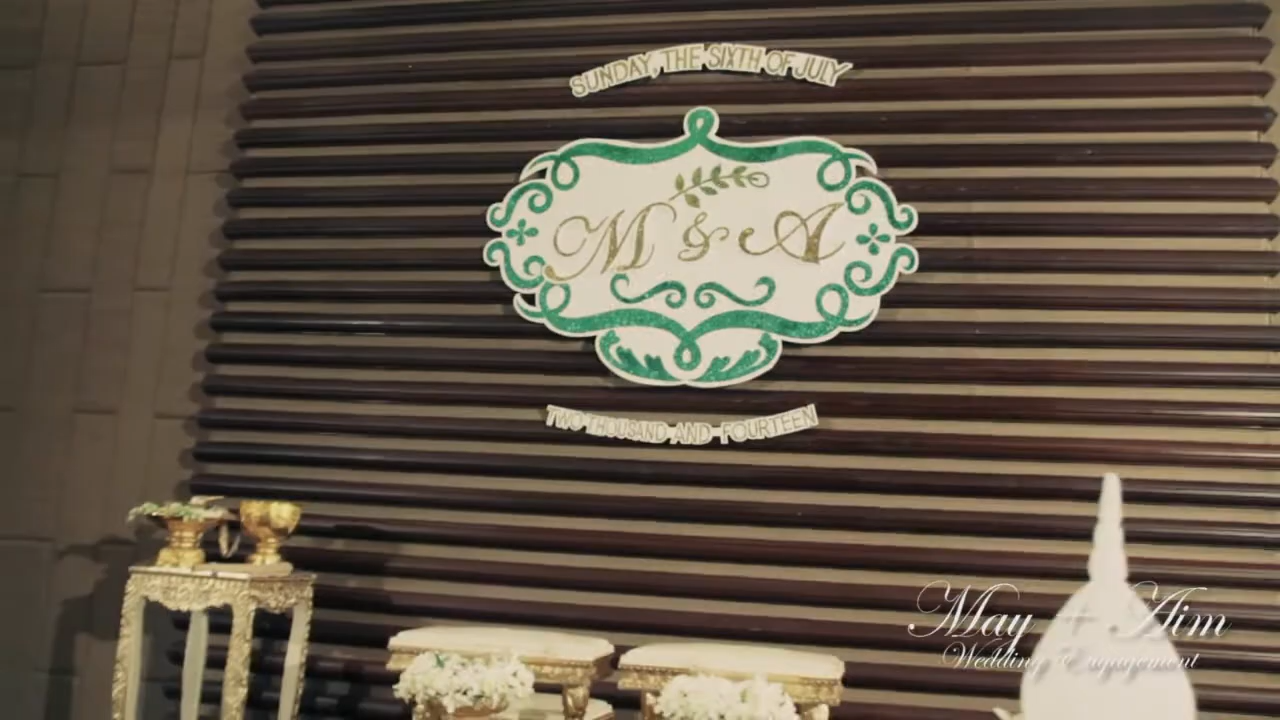 SUNDAY, THE SIXTH OF JULY
M & A
TWO THOUSAND AND FOURTEEN
May + Aim
Wedding Engagement